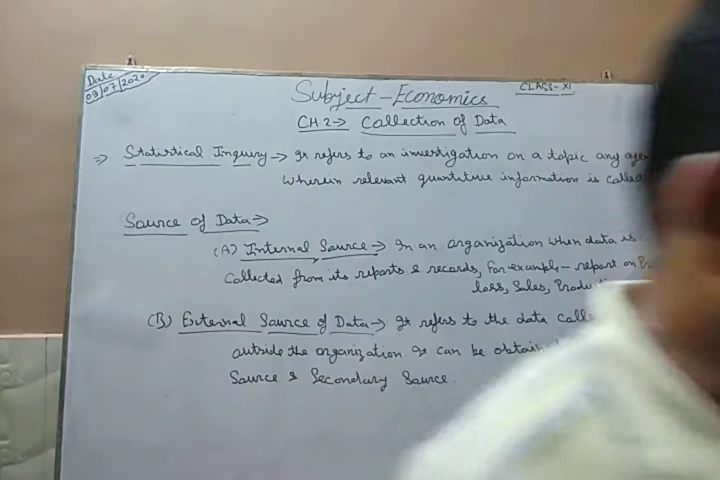 Date
09/07/2020
Subject - Economics
CLASS-XI
CH 2 → Collection of Data
⇒ Statistical Inquiry → It refers to an investigation on a topic any
wherein relevant quantitive information is
Source of Data →
(A) Internal Source → In an organization when data is
collected from its reports & records, for example - report on
loss, Sales,
(B) External Source of Data → It refers to the data
outside the organization. It can be
Source & Secondary Source.